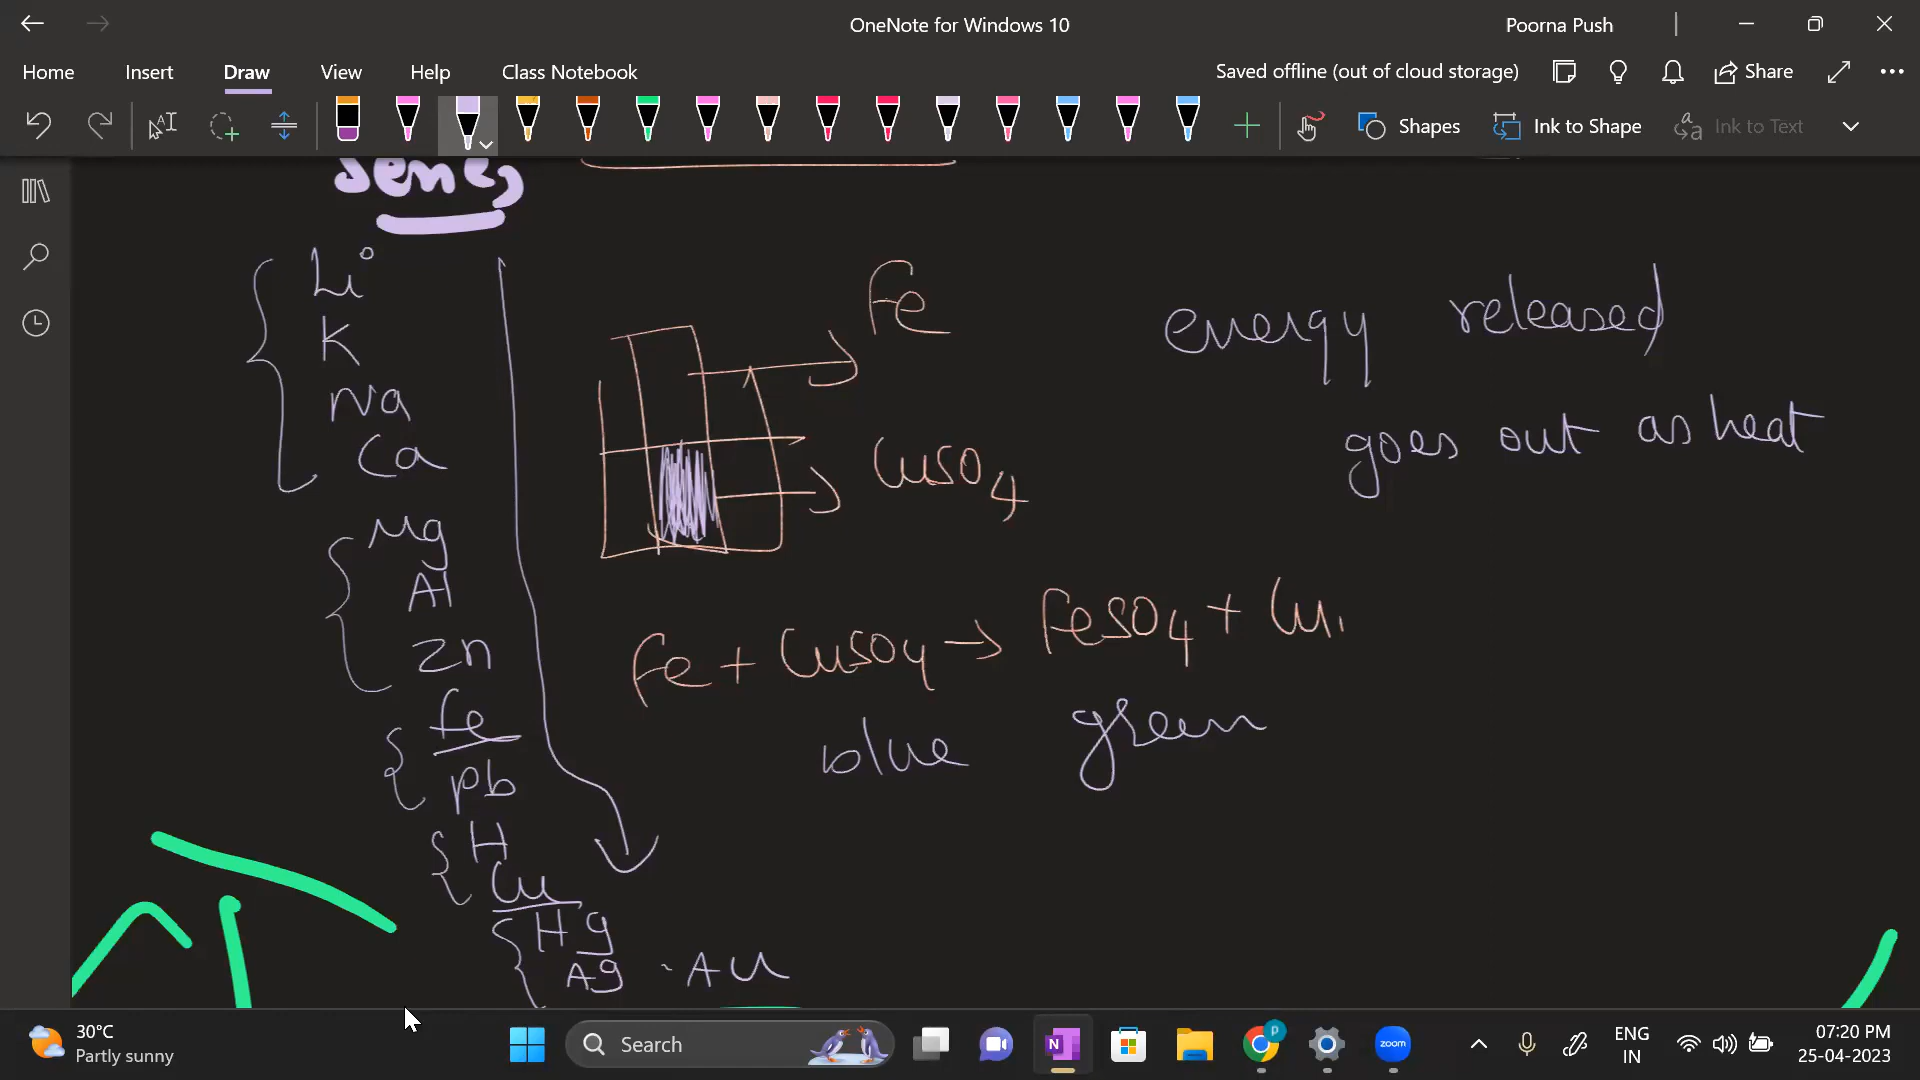 OneNote for Windows 10
Poorna Push
Home Insert Draw View Help Class Notebook
Saved offline (out of cloud storage)
Share
Shapes
Ink to Shape
Ink to Text
Series
Li
K
Na
Ca
Mg
Al
Zn
Fe
Pb
H
Cu
Hg
Ag . Au
Fe
CuSO4
Fe + CuSO4 → FeSO4 + Cu
blue green
energy released
goes out as heat
30°C
Partly sunny
Search
N
zoom
P
ENG
IN
07:20 PM
25-04-2023